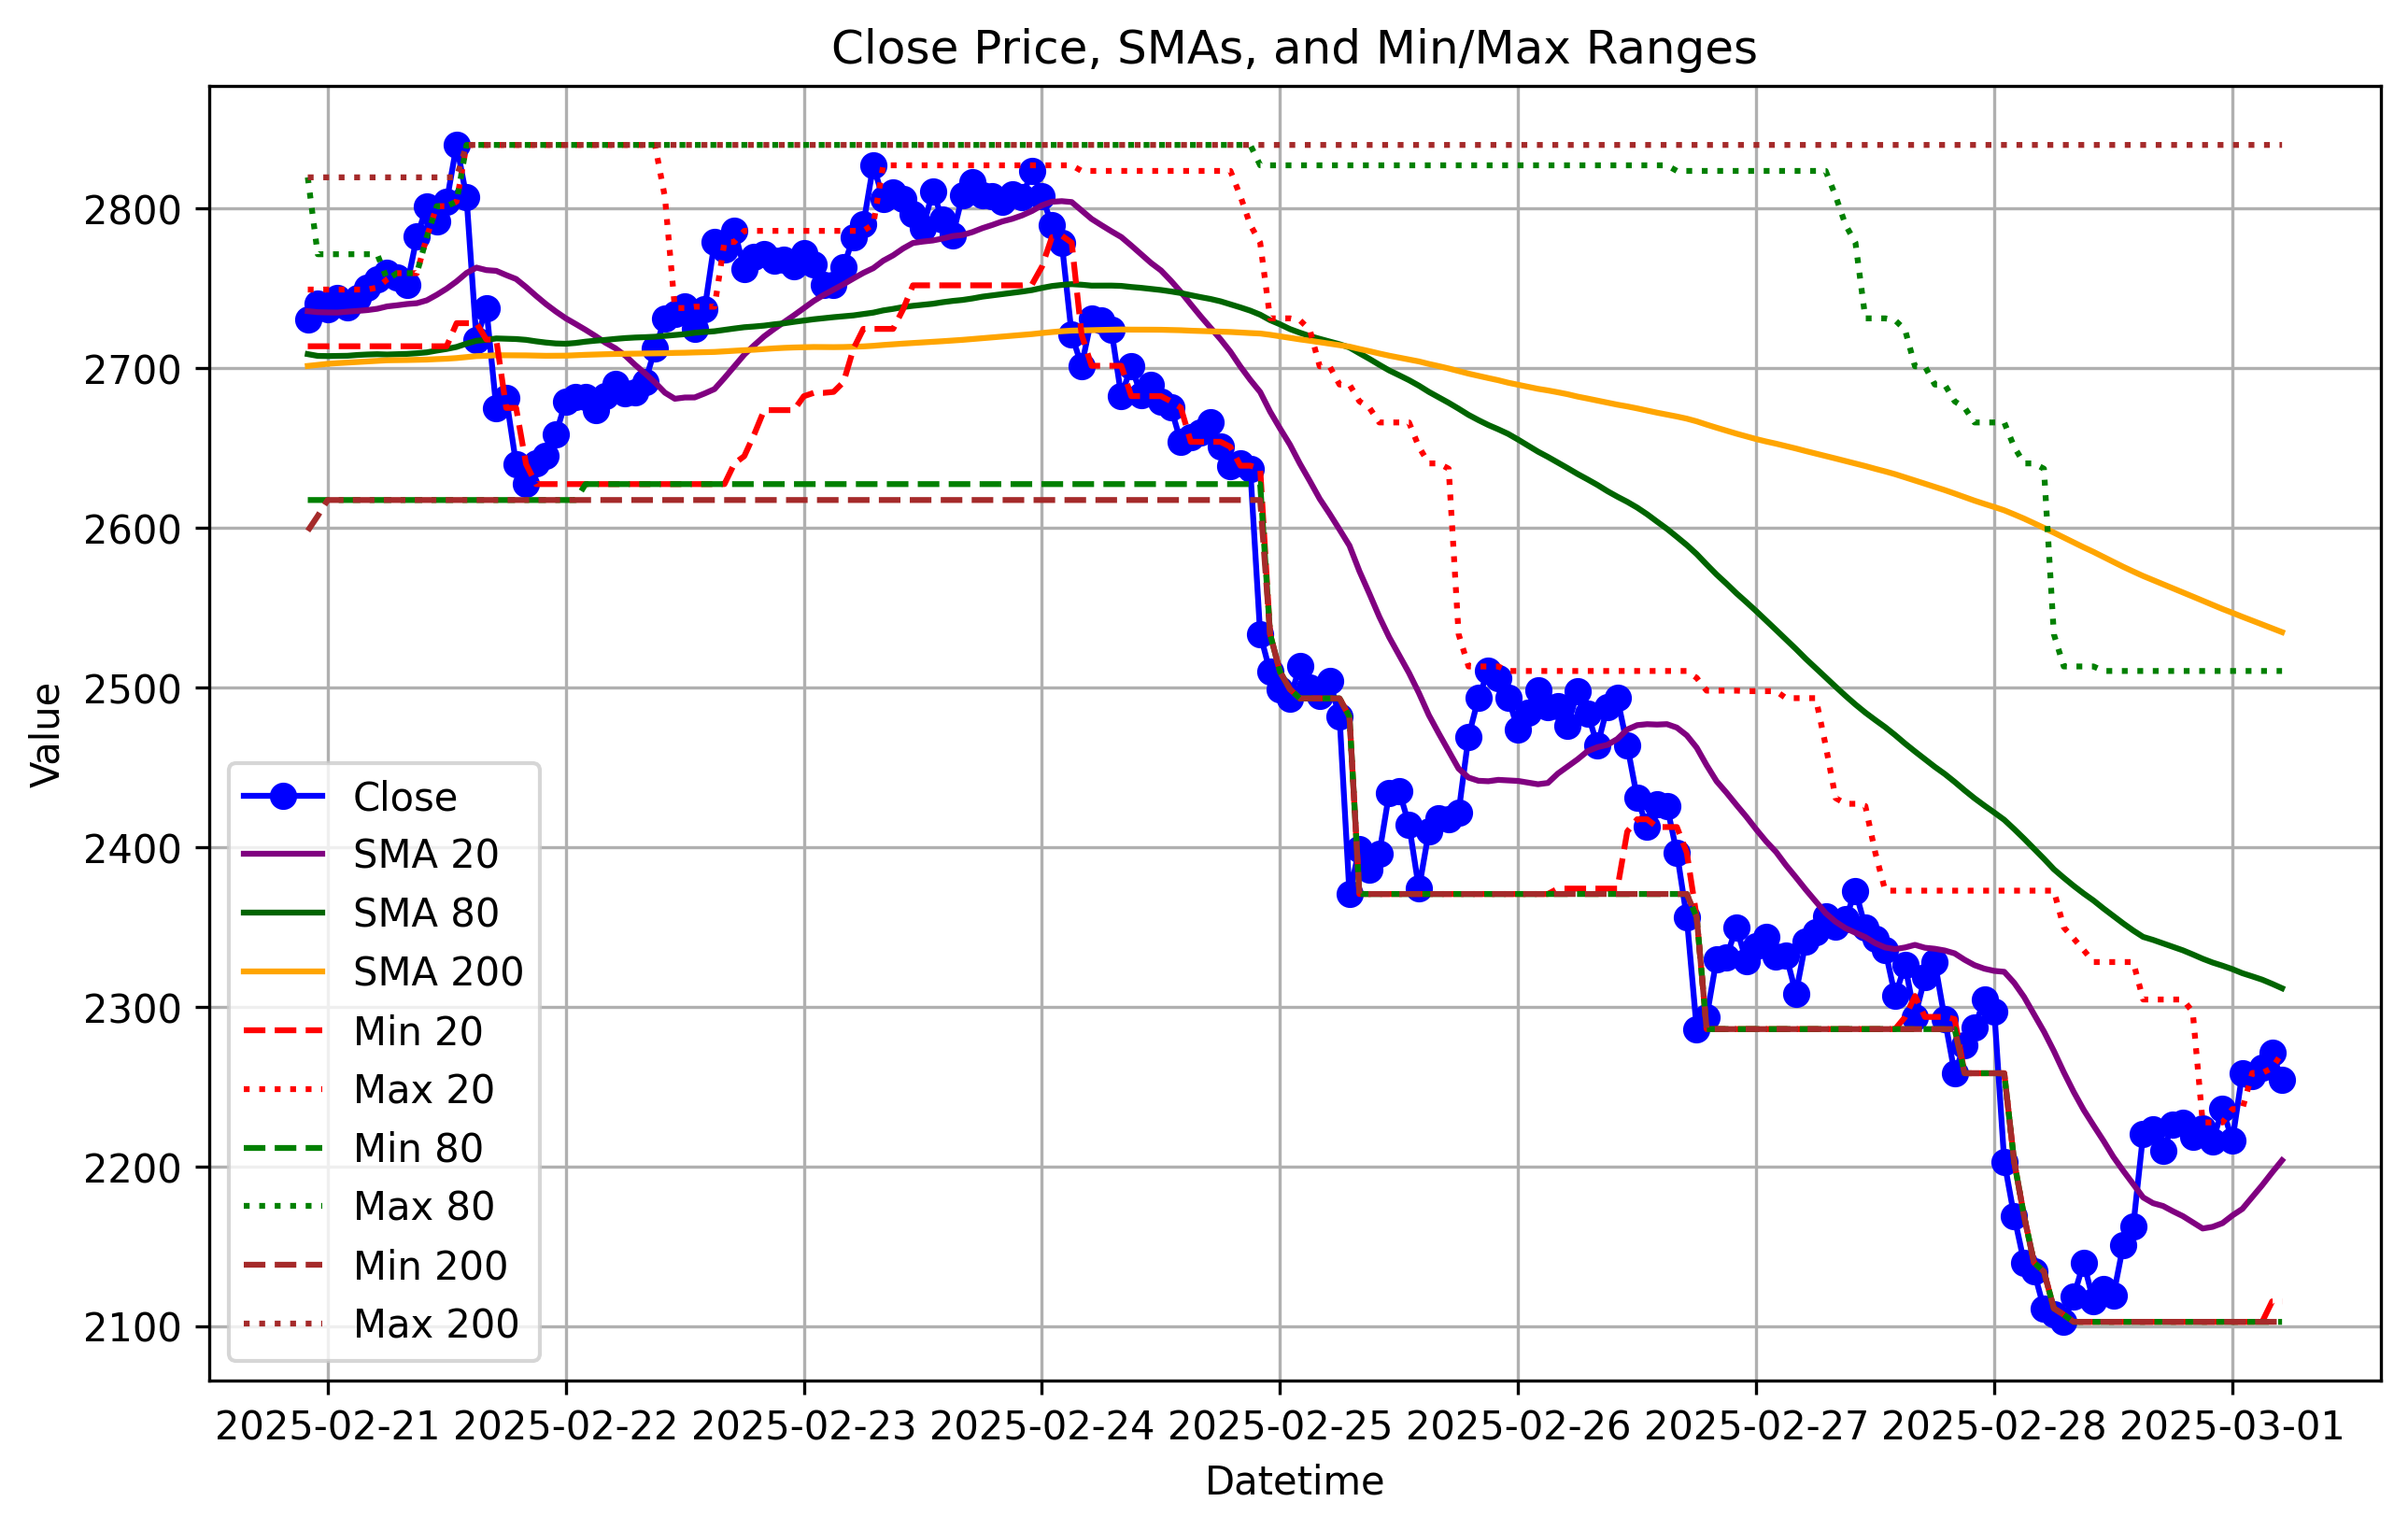 Close Price, SMAs, and Min/Max Ranges
Value
2800
2700
2600
2500
2400
2300
2200
2100
Close
SMA 20
SMA 80
SMA 200
Min 20
Max 20
Min 80
Max 80
Min 200
Max 200
2025-02-21 2025-02-22 2025-02-23 2025-02-24 2025-02-25 2025-02-26 2025-02-27 2025-02-28 2025-03-01
Datetime